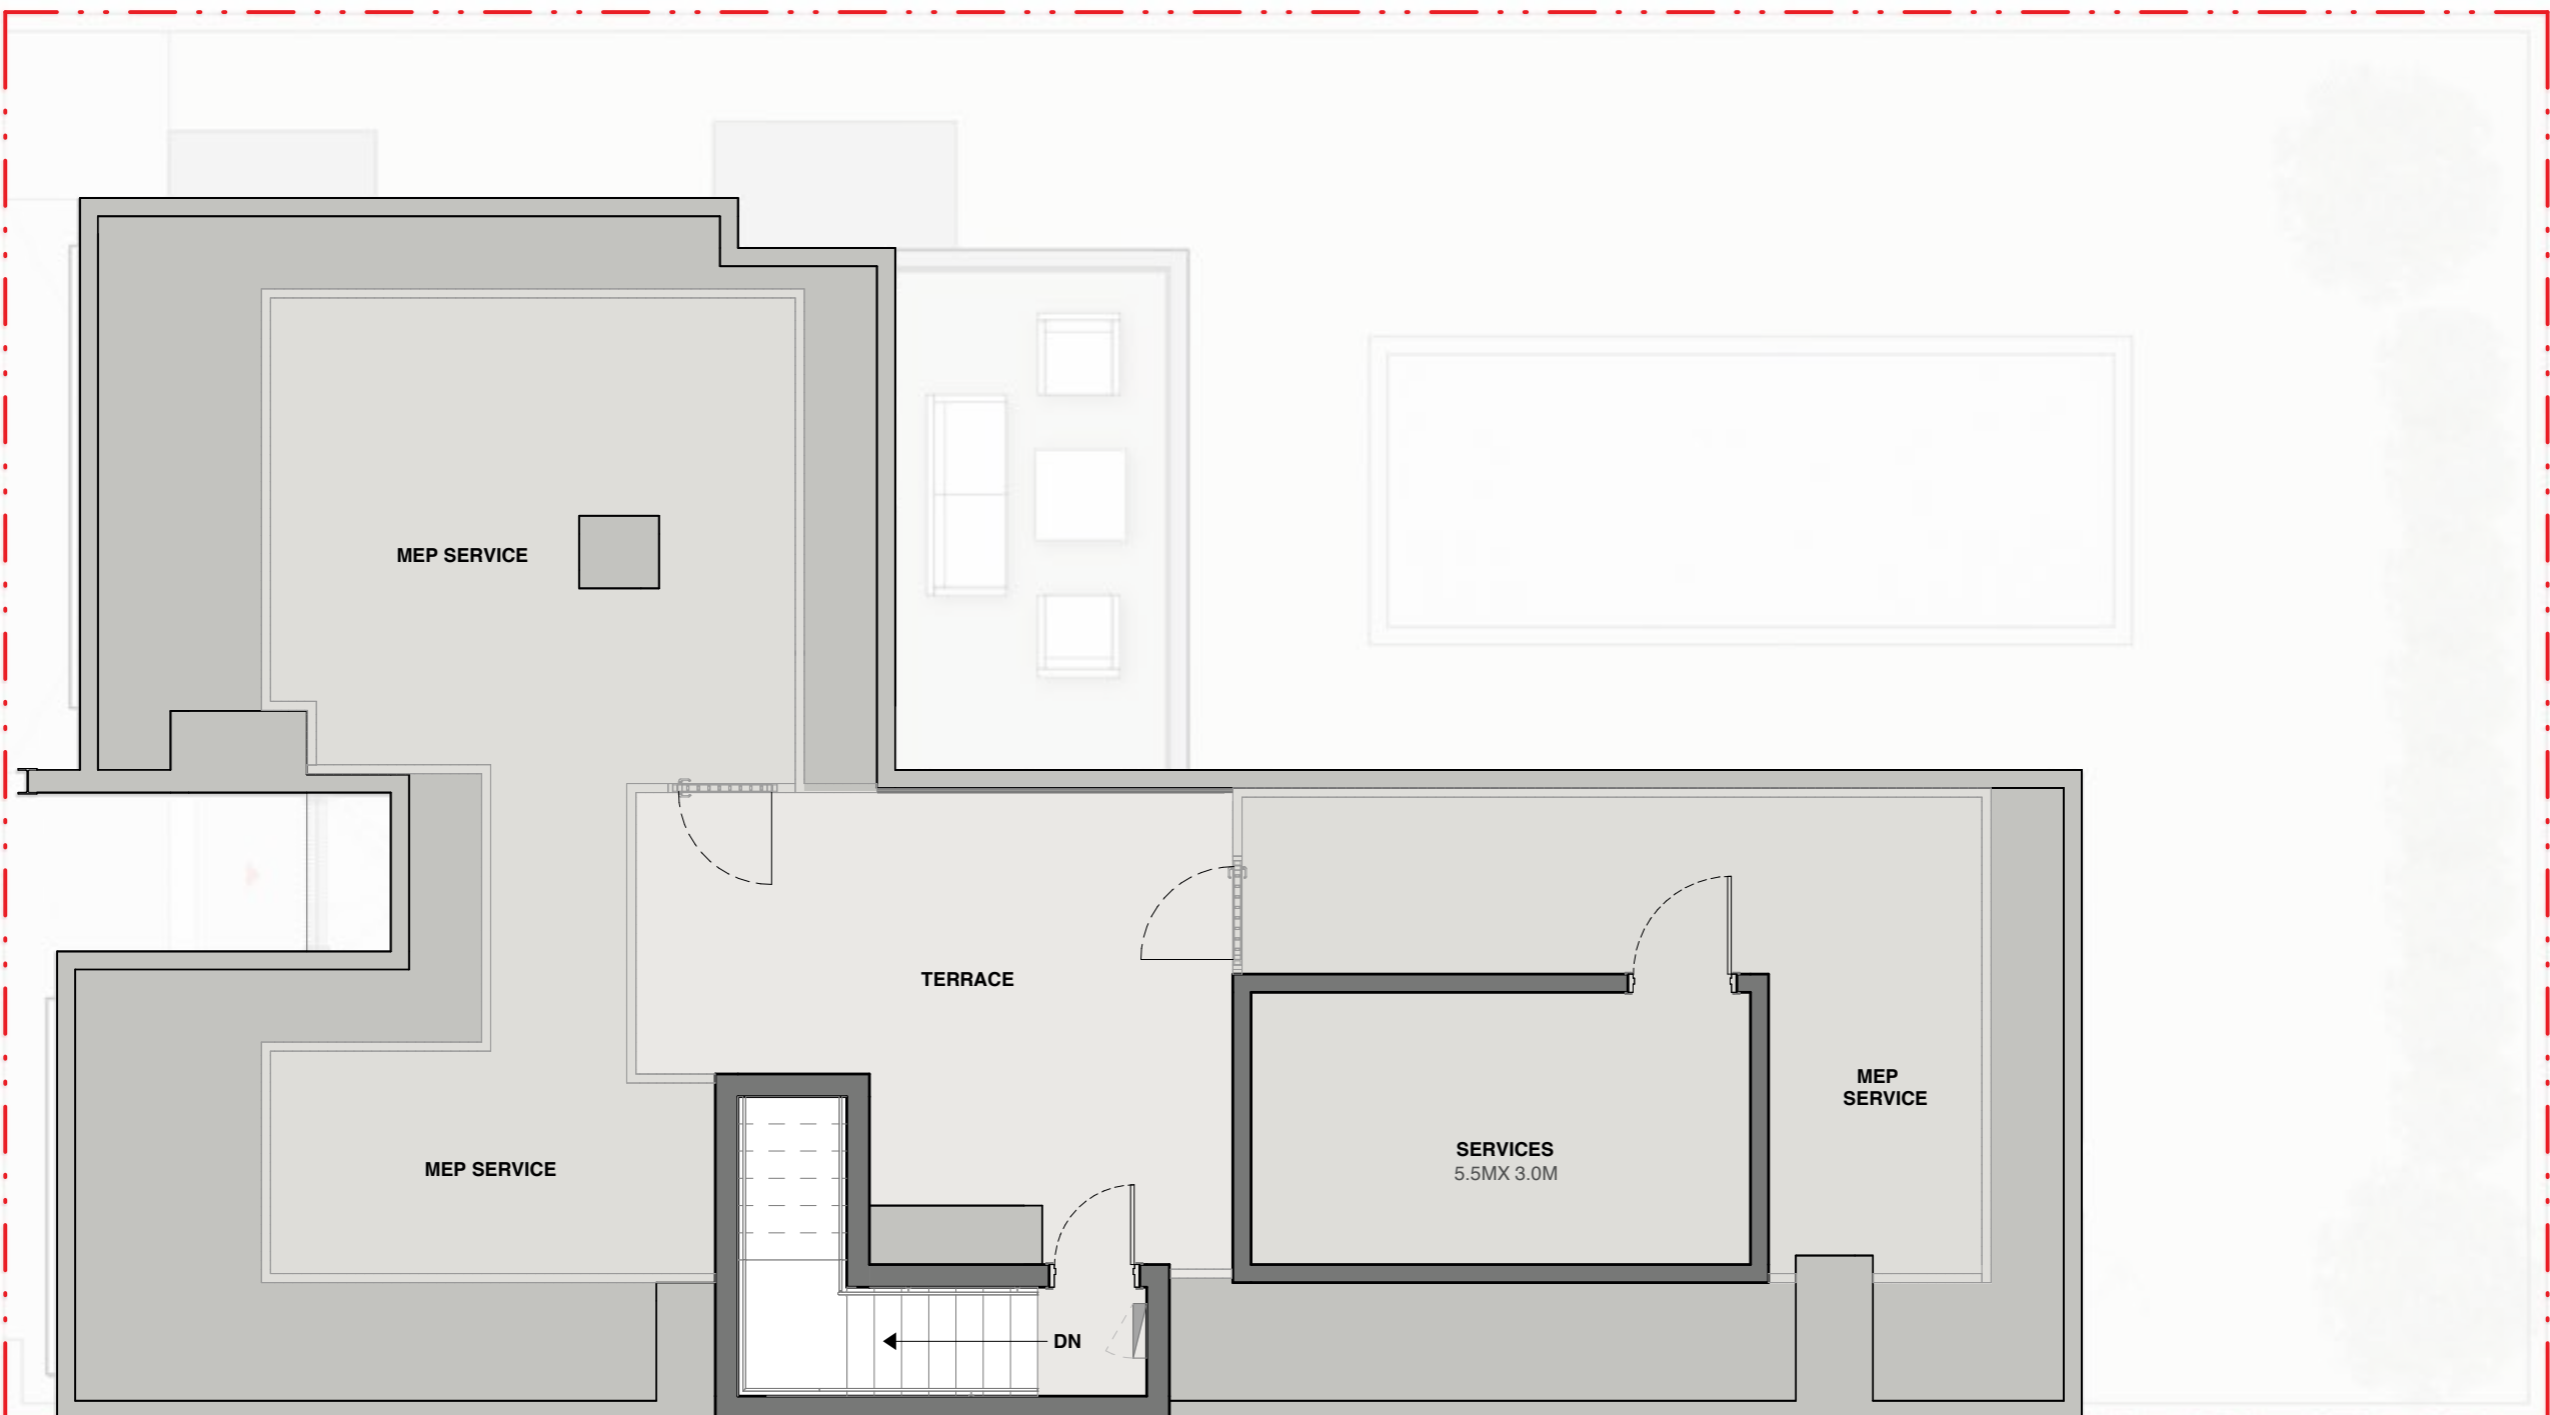 MEP SERVICE
TERRACE
MEP
SERVICE
SERVICES
5.5MX 3.0M
MEP SERVICE
DN